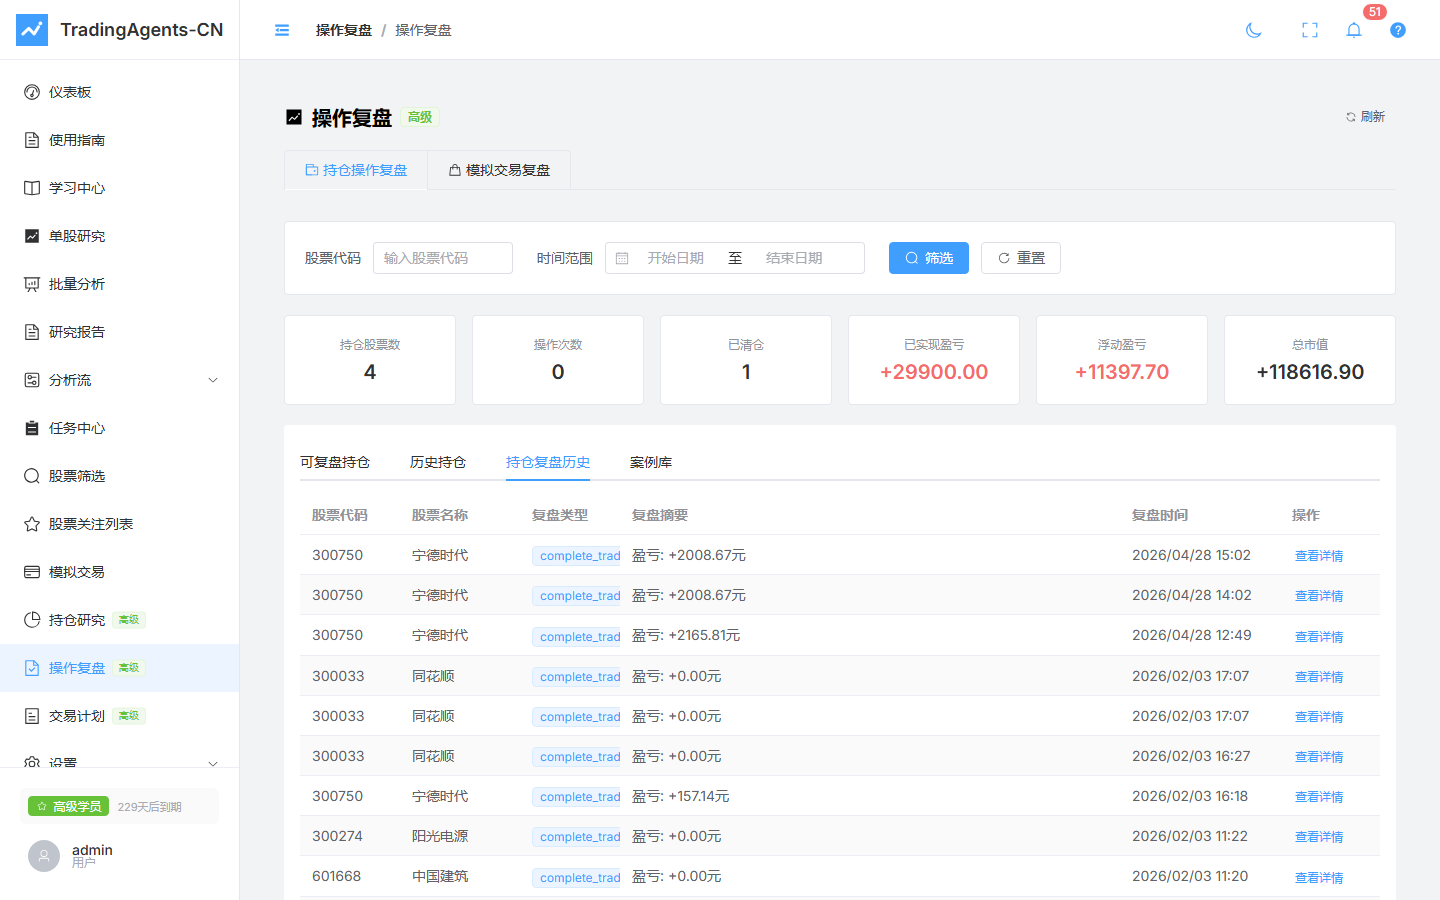 TradingAgents-CN
操作复盘 / 操作复盘
51
仪表板
使用指南
学习中心
单股研究
批量分析
研究报告
分析流
任务中心
股票筛选
股票关注列表
模拟交易
持仓研究 高级
操作复盘 高级
交易计划 高级
设置
高级学员 229天后到期
admin
用户
操作复盘 高级
刷新
持仓操作复盘 模拟交易复盘
股票代码 输入股票代码 时间范围 开始日期 至 结束日期 筛选 重置
持仓股票数 操作次数 已清仓 已实现盈亏 浮动盈亏 总市值
4 0 1 +29900.00 +11397.70 +118616.90
可复盘持仓 历史持仓 持仓复盘历史 案例库
股票代码 股票名称 复盘类型 复盘摘要 复盘时间 操作
300750 宁德时代 complete_trad 盈亏: +2008.67元 2026/04/28 15:02 查看详情
300750 宁德时代 complete_trad 盈亏: +2008.67元 2026/04/28 14:02 查看详情
300750 宁德时代 complete_trad 盈亏: +2165.81元 2026/04/28 12:49 查看详情
300033 同花顺 complete_trad 盈亏: +0.00元 2026/02/03 17:07 查看详情
300033 同花顺 complete_trad 盈亏: +0.00元 2026/02/03 17:07 查看详情
300033 同花顺 complete_trad 盈亏: +0.00元 2026/02/03 16:27 查看详情
300750 宁德时代 complete_trad 盈亏: +157.14元 2026/02/03 16:18 查看详情
300274 阳光电源 complete_trad 盈亏: +0.00元 2026/02/03 11:22 查看详情
601668 中国建筑 complete_trad 盈亏: +0.00元 2026/02/03 11:20 查看详情